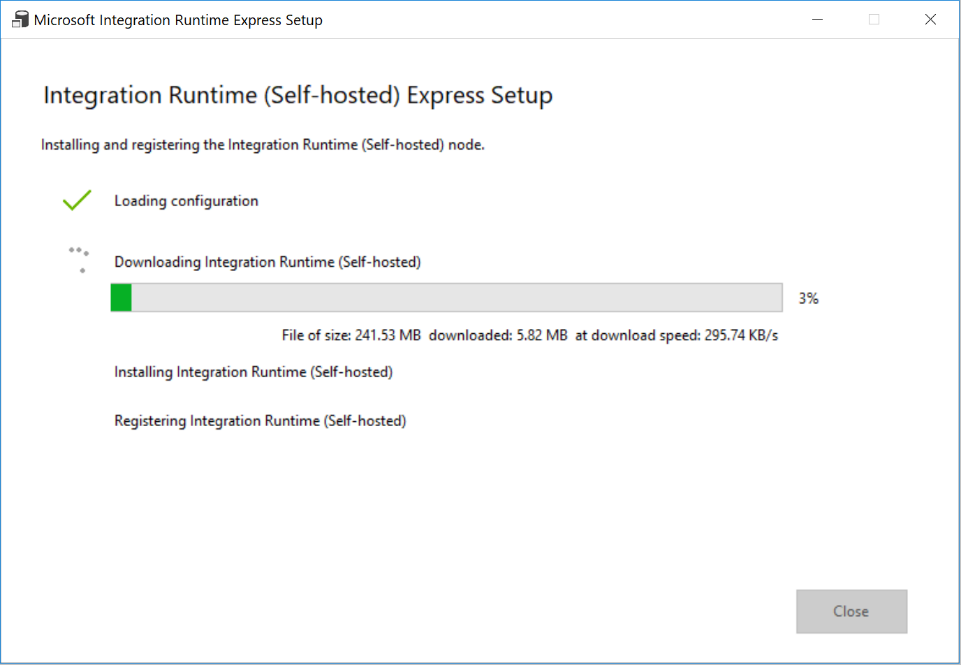 Microsoft Integration Runtime Express Setup
Integration Runtime (Self-hosted) Express Setup
Installing and registering the Integration Runtime (Self-hosted) node.
Loading configuration
Downloading Integration Runtime (Self-hosted)
3%
File of size: 241.53 MB  downloaded: 5.82 MB  at download speed: 295.74 KB/s
Installing Integration Runtime (Self-hosted)
Registering Integration Runtime (Self-hosted)
Close